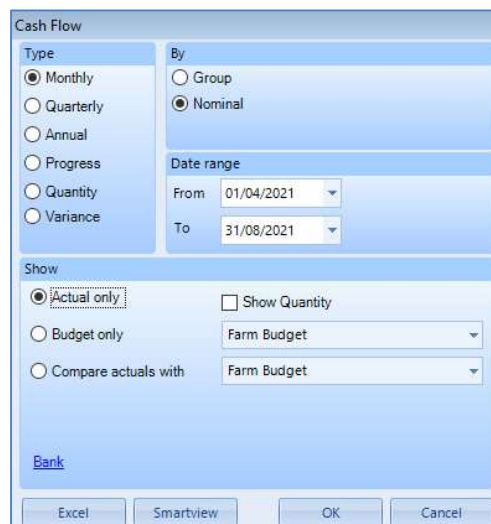 Cash Flow
Type
Monthly
Quarterly
Annual
Progress
Quantity
Variance
By
Group
Nominal
Date range
From 01/04/2021
To 31/08/2021
Show
Actual only Show Quantity
Budget only Farm Budget
Compare actuals with Farm Budget
Bank
Excel Smartview OK Cancel